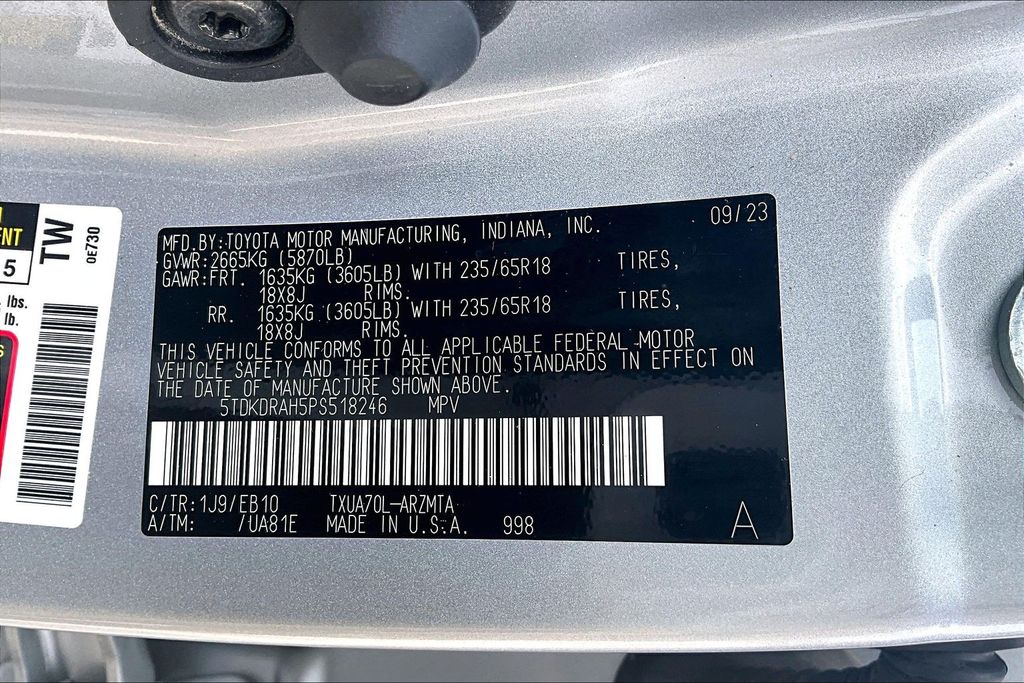 ENT
5
lbs.
lb.
TW
0E730
09/23
MFD.BY:TOYOTA MOTOR MANUFACTURING, INDIANA, INC.
GVWR:2665KG (5870LB)
GAWR:FRT. 1635KG (3605LB) WITH 235/65R18 TIRES,
18X8J RIMS.
RR. 1635KG (3605LB) WITH 235/65R18 TIRES,
18X8J RIMS.
THIS VEHICLE CONFORMS TO ALL APPLICABLE FEDERAL MOTOR
VEHICLE SAFETY AND THEFT PREVENTION STANDARDS IN EFFECT ON
THE DATE OF MANUFACTURE SHOWN ABOVE.
5TDKDRAH5PS518246 MPV
C/TR:1J9/EB10 TXUA70L-ARZMTA
A/TM: /UA81E MADE IN U.S.A. 998
A